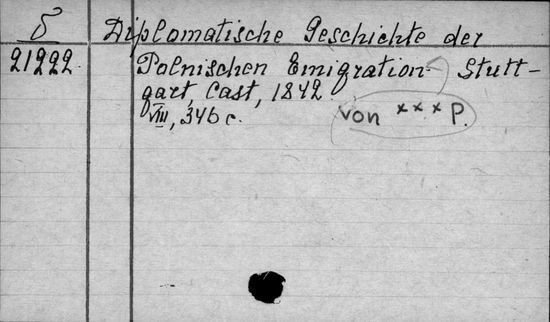 δ Diplomatische Geschichte der
21222. Polnischen Emigration- Stutt-
gart, Cast, 1842
VIII, 346 c.
von *** P.